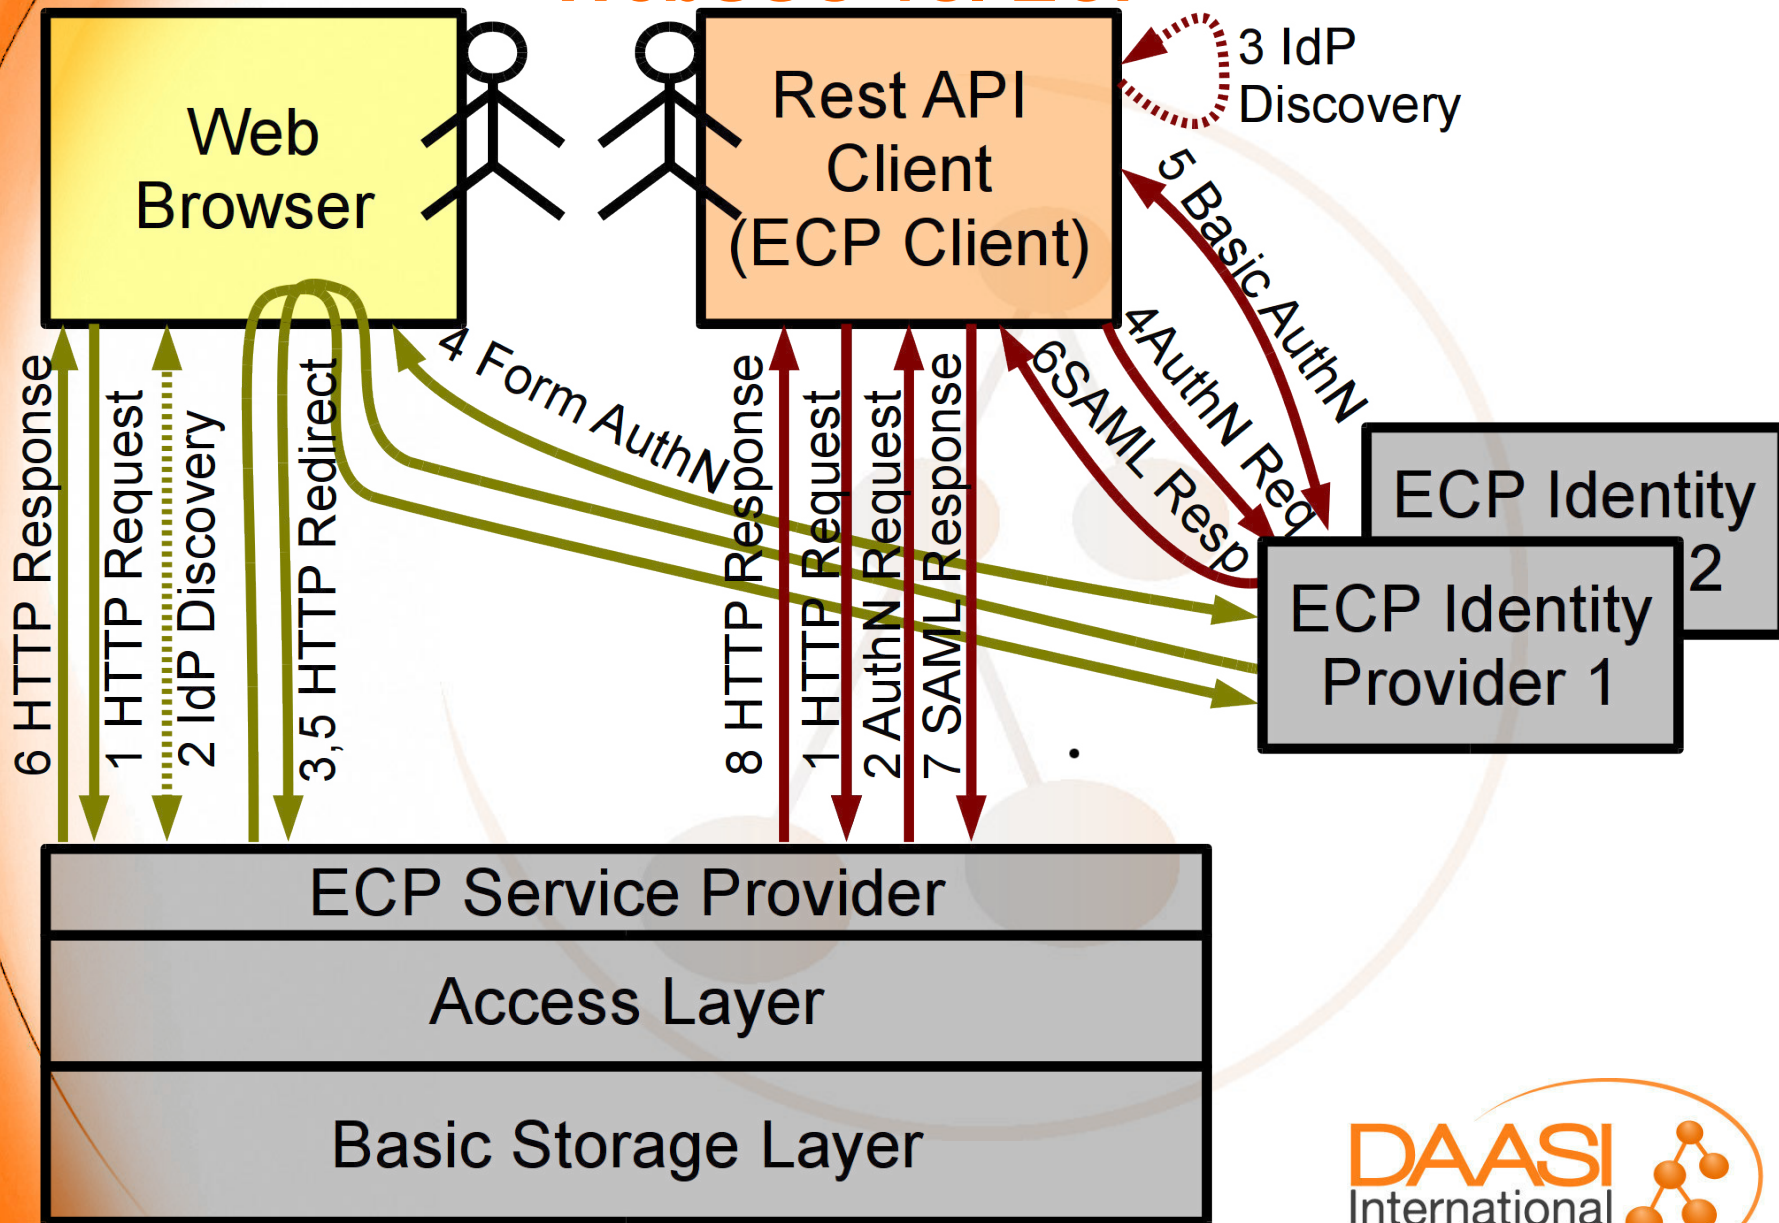 Web
Browser
Rest API
Client
(ECP Client)
3 IdP
Discovery
5 Basic AuthN
4AuthN Req
6SAML Resp
4 Form AuthN
6 HTTP Response
1 HTTP Request
2 IdP Discovery
3,5 HTTP Redirect
8 HTTP Response
1 HTTP Request
2 AuthN Request
7 SAML Response
ECP Identity
2
ECP Identity
Provider 1
ECP Service Provider
Access Layer
Basic Storage Layer
DAASI
International